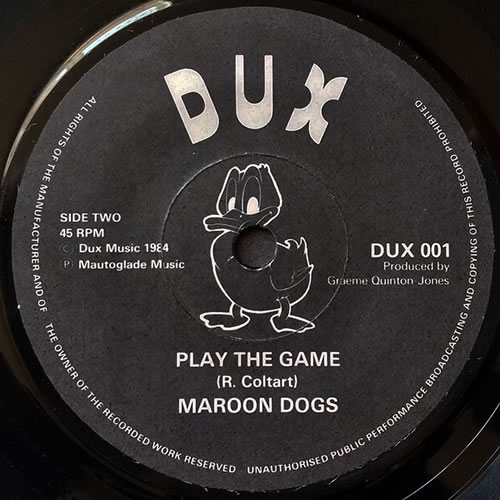 DUX
ALL RIGHTS OF THE MANUFACTURER AND OF THE OWNER OF THE RECORDED WORK RESERVED UNAUTHORISED PUBLIC PERFORMANCE BROADCASTING AND COPYING OF THIS RECORD PROHIBITED
SIDE TWO
45 RPM
C) Dux Music 1984
P) Mautoglade Music
DUX 001
Produced by
Graeme Quinton-Jones
PLAY THE GAME
(R. Coltart)
MAROON DOGS